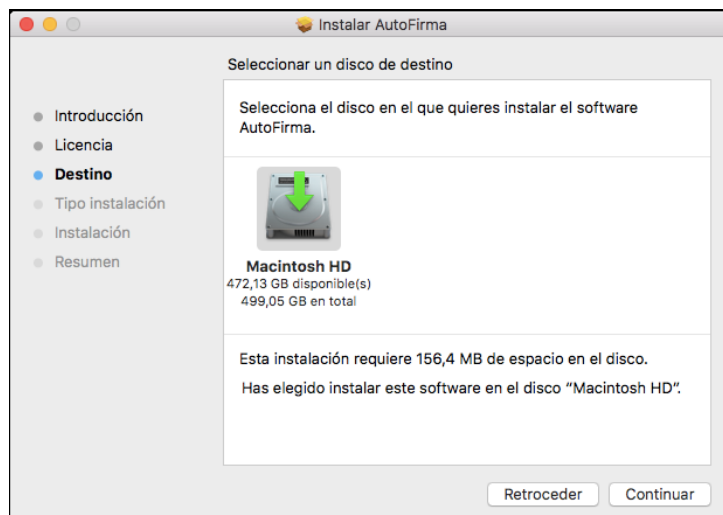 Instalar AutoFirma
Seleccionar un disco de destino
Introducción
Licencia
Destino
Tipo instalación
Instalación
Resumen
Selecciona el disco en el que quieres instalar el software
AutoFirma.
Macintosh HD
472,13 GB disponible(s)
499,05 GB en total
Esta instalación requiere 156,4 MB de espacio en el disco.
Has elegido instalar este software en el disco “Macintosh HD”.
Retroceder
Continuar